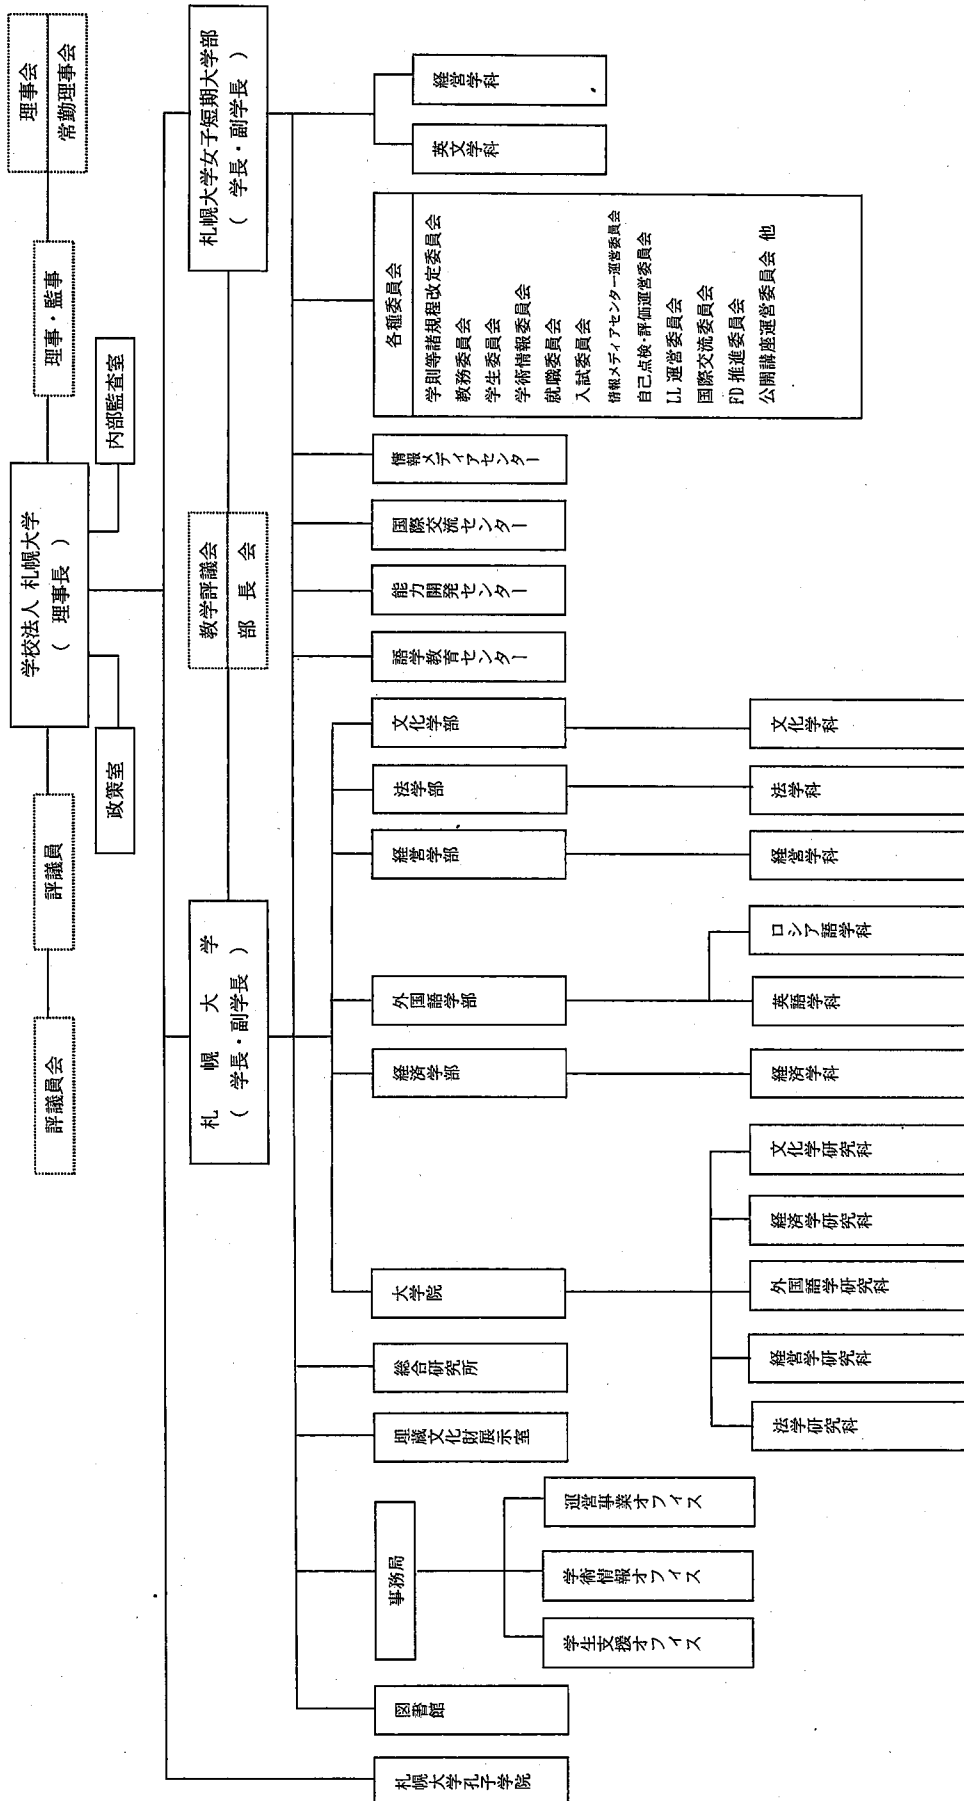 評議員会
評議員
学校法人 札幌大学
( 理事長 )
理事・監事
理事会
常勤理事会
政策室
内部監査室
札 幌 大 学
( 学長・副学長 )
教学評議会
部 長 会
札幌大学女子短期大学部
( 学長・副学長 )
札幌大学孔子学院
図書館
事務局
学生支援オフィス
学術情報オフィス
運営事業オフィス
埋蔵文化財展示室
総合研究所
大学院
経済学部
外国語学部
経営学部
法学部
文化学部
語学教育センター
能力開発センター
国際交流センター
情報メディアセンター
各種委員会
学則等諸規程改定委員会
教務委員会
学生委員会
学術情報委員会
就職委員会
入試委員会
情報メディアセンター運営委員会
自己点検・評価運営委員会
LL 運営委員会
国際交流委員会
FD 推進委員会
公開講座運営委員会 他
英文学科
経営学科
法学研究科
経営学研究科
外国語学研究科
経済学研究科
文化学研究科
経済学科
英語学科
ロシア語学科
経営学科
法学科
文化学科